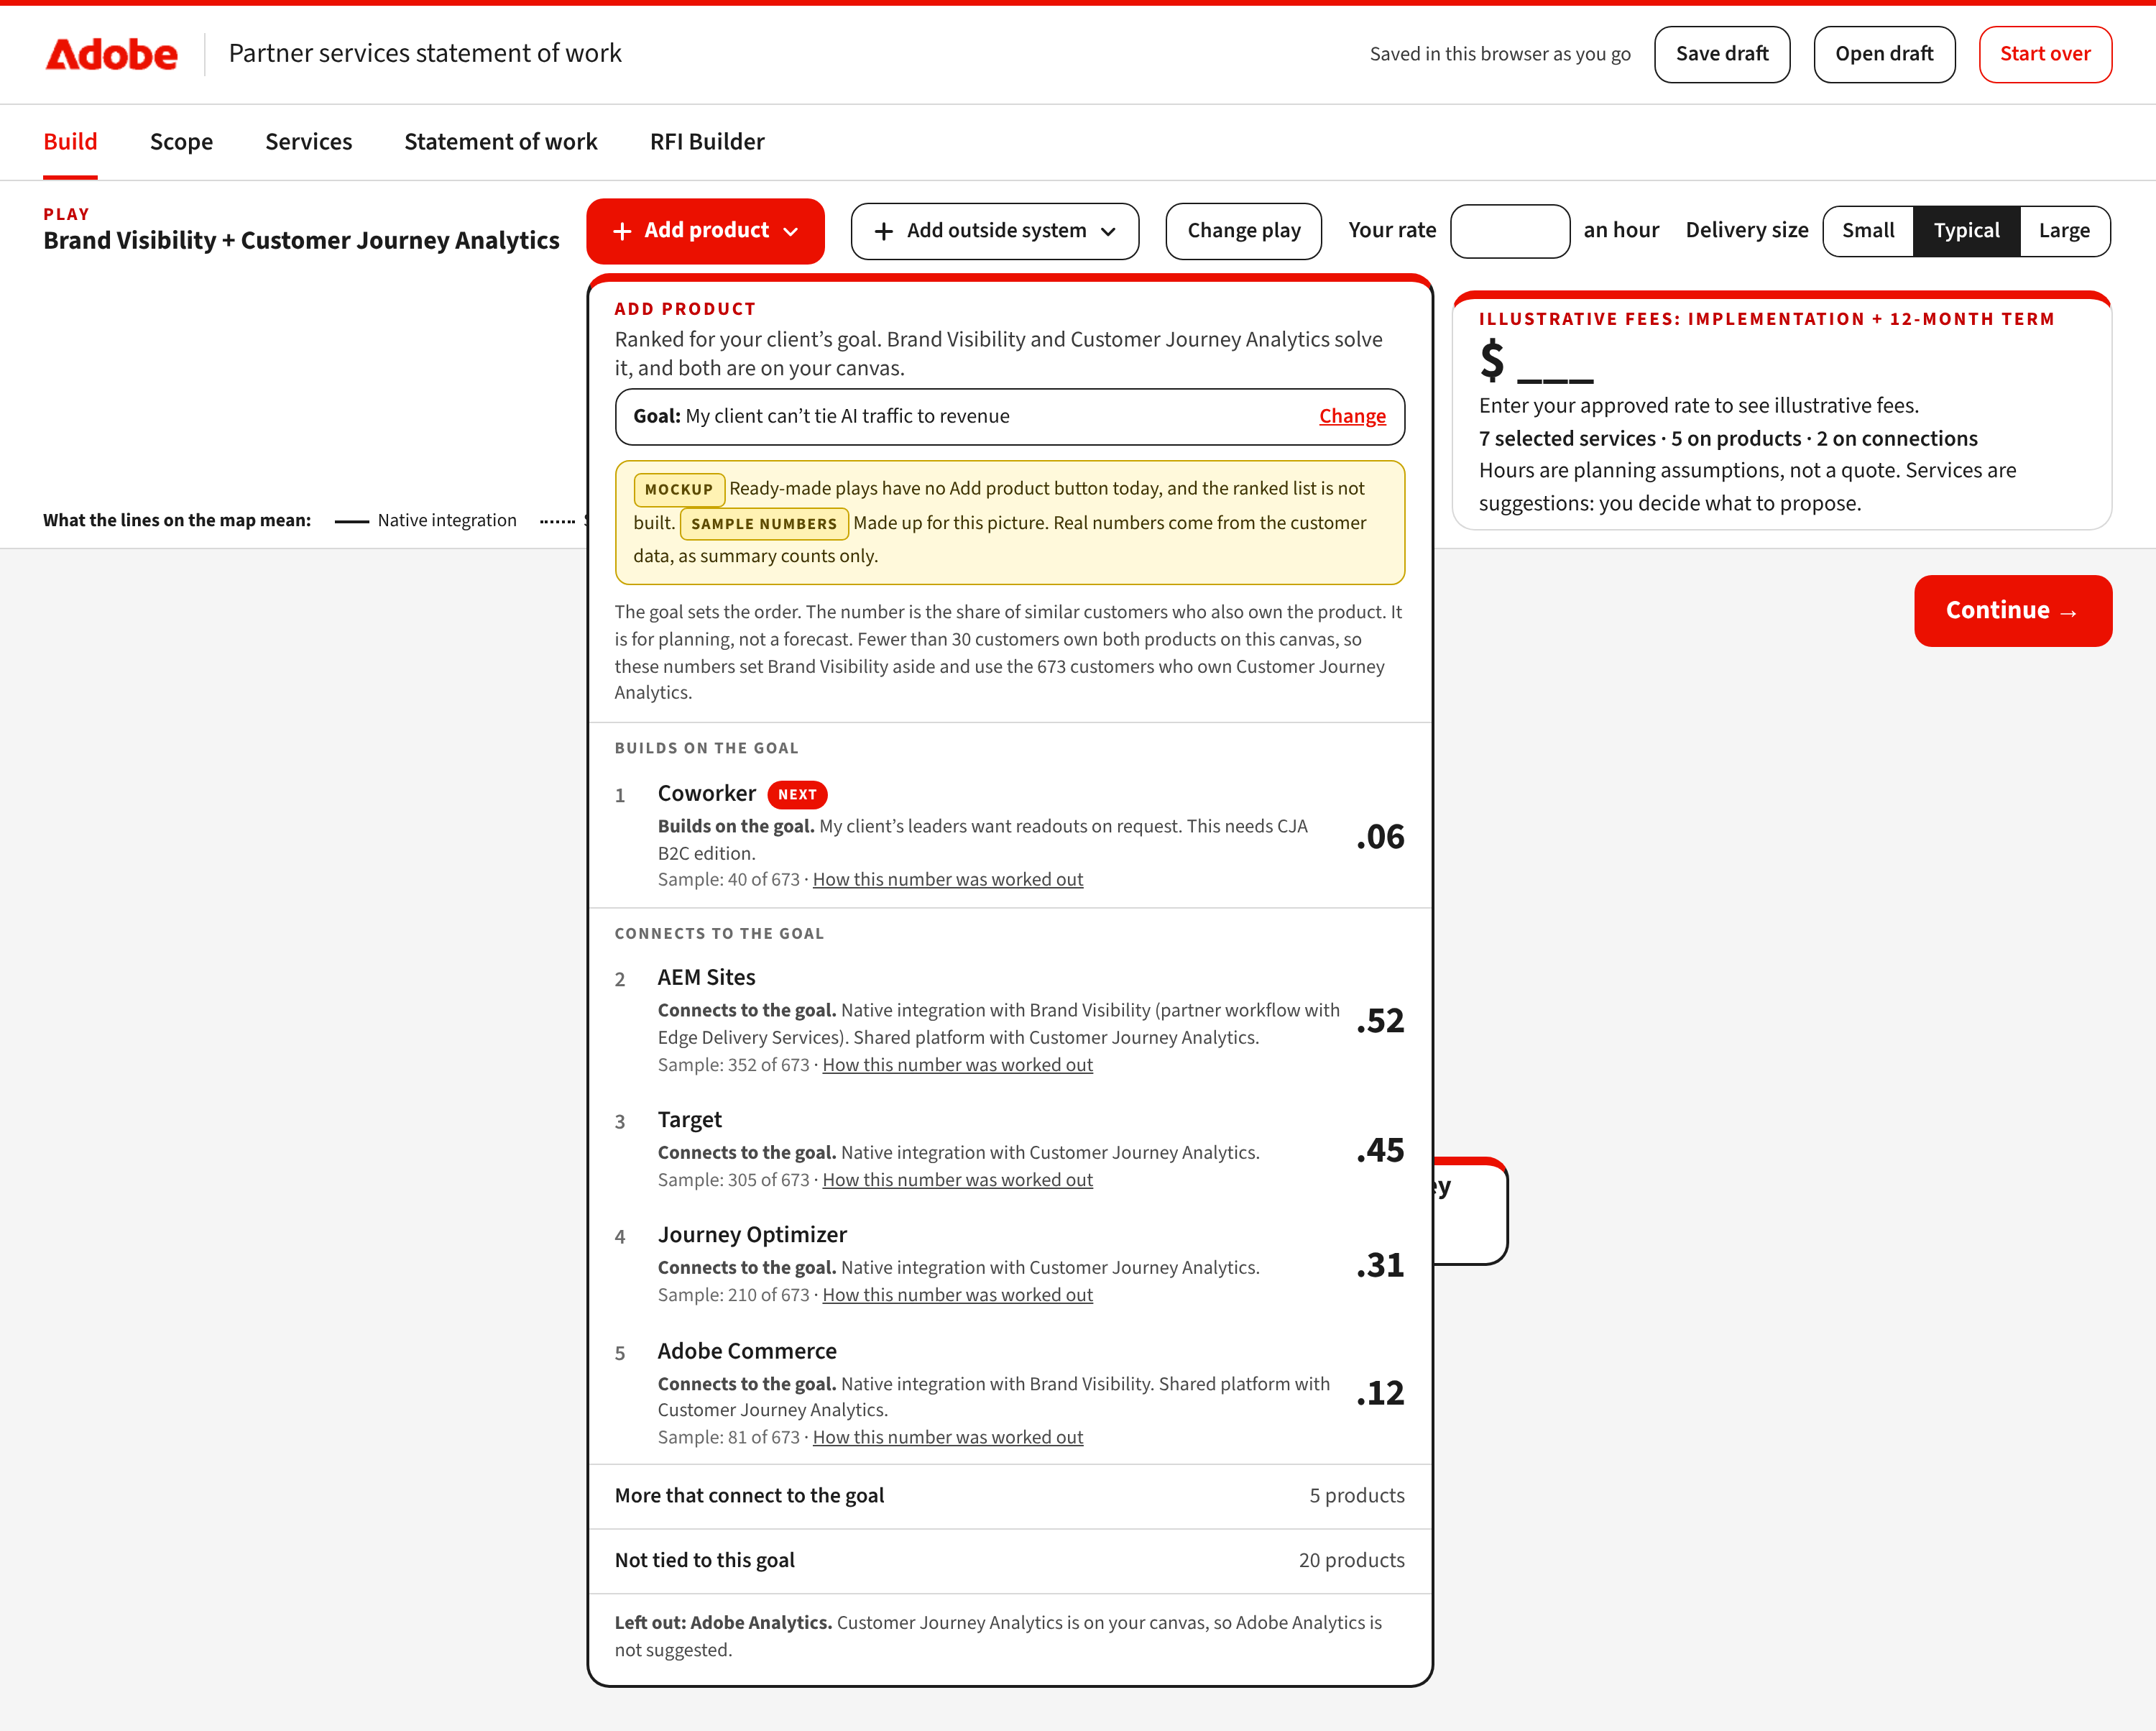 Adobe
Partner services statement of work
Saved in this browser as you go
Save draft
Open draft
Start over
Build
Scope
Services
Statement of work
RFI Builder
PLAY
Brand Visibility + Customer Journey Analytics
+ Add product
+ Add outside system
Change play
Your rate
an hour
Delivery size
Small
Typical
Large
ADD PRODUCT
Ranked for your client’s goal. Brand Visibility and Customer Journey Analytics solve
it, and both are on your canvas.
Goal: My client can’t tie AI traffic to revenue
Change
MOCKUP Ready-made plays have no Add product button today, and the ranked list is not
built. SAMPLE NUMBERS Made up for this picture. Real numbers come from the customer
data, as summary counts only.
The goal sets the order. The number is the share of similar customers who also own the product. It
is for planning, not a forecast. Fewer than 30 customers own both products on this canvas, so
these numbers set Brand Visibility aside and use the 673 customers who own Customer Journey
Analytics.
ILLUSTRATIVE FEES: IMPLEMENTATION + 12-MONTH TERM
$ ___
Enter your approved rate to see illustrative fees.
7 selected services · 5 on products · 2 on connections
Hours are planning assumptions, not a quote. Services are
suggestions: you decide what to propose.
What the lines on the map mean:
Native integration
Continue →
BUILDS ON THE GOAL
1
Coworker NEXT
Builds on the goal. My client’s leaders want readouts on request. This needs CJA
B2C edition.
Sample: 40 of 673 · How this number was worked out
.06
CONNECTS TO THE GOAL
2
AEM Sites
Connects to the goal. Native integration with Brand Visibility (partner workflow with
Edge Delivery Services). Shared platform with Customer Journey Analytics.
Sample: 352 of 673 · How this number was worked out
.52
3
Target
Connects to the goal. Native integration with Customer Journey Analytics.
Sample: 305 of 673 · How this number was worked out
.45
4
Journey Optimizer
Connects to the goal. Native integration with Customer Journey Analytics.
Sample: 210 of 673 · How this number was worked out
.31
5
Adobe Commerce
Connects to the goal. Native integration with Brand Visibility. Shared platform with
Customer Journey Analytics.
Sample: 81 of 673 · How this number was worked out
.12
More that connect to the goal
5 products
Not tied to this goal
20 products
Left out: Adobe Analytics. Customer Journey Analytics is on your canvas, so Adobe Analytics is
not suggested.